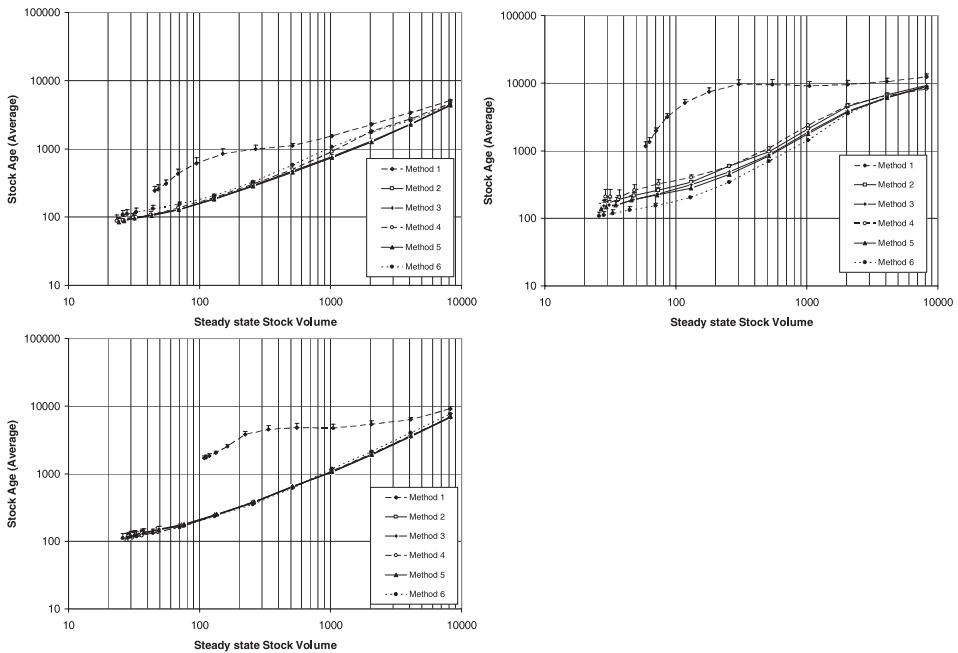 100000
10000
1000
100
10
Stock Age (Average)
10
100
1000
10000
Steady state Stock Volume
Method 1
Method 2
Method 3
Method 4
Method 5
Method 6
100000
10000
1000
100
10
Stock Age (Average)
10
100
1000
10000
Steady state Stock Volume
Method 1
Method 2
Method 3
Method 4
Method 5
Method 6
100000
10000
1000
100
10
Stock Age (Average)
10
100
1000
10000
Steady state Stock Volume
Method 1
Method 2
Method 3
Method 4
Method 5
Method 6